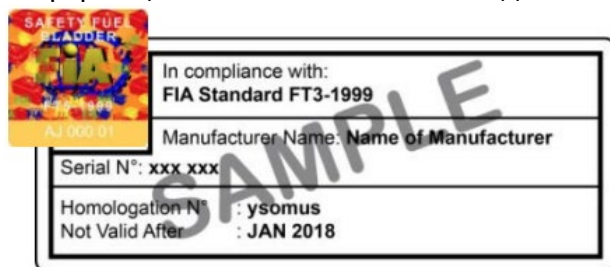 SAFETY FUEL
BLADDER
FIA
FT3-1999
AJ 000 01
In compliance with:
FIA Standard FT3-1999
Manufacturer Name: Name of Manufacturer
Serial N°: xxx xxx
Homologation N° : ysomus
Not Valid After : JAN 2018
SAMPLE